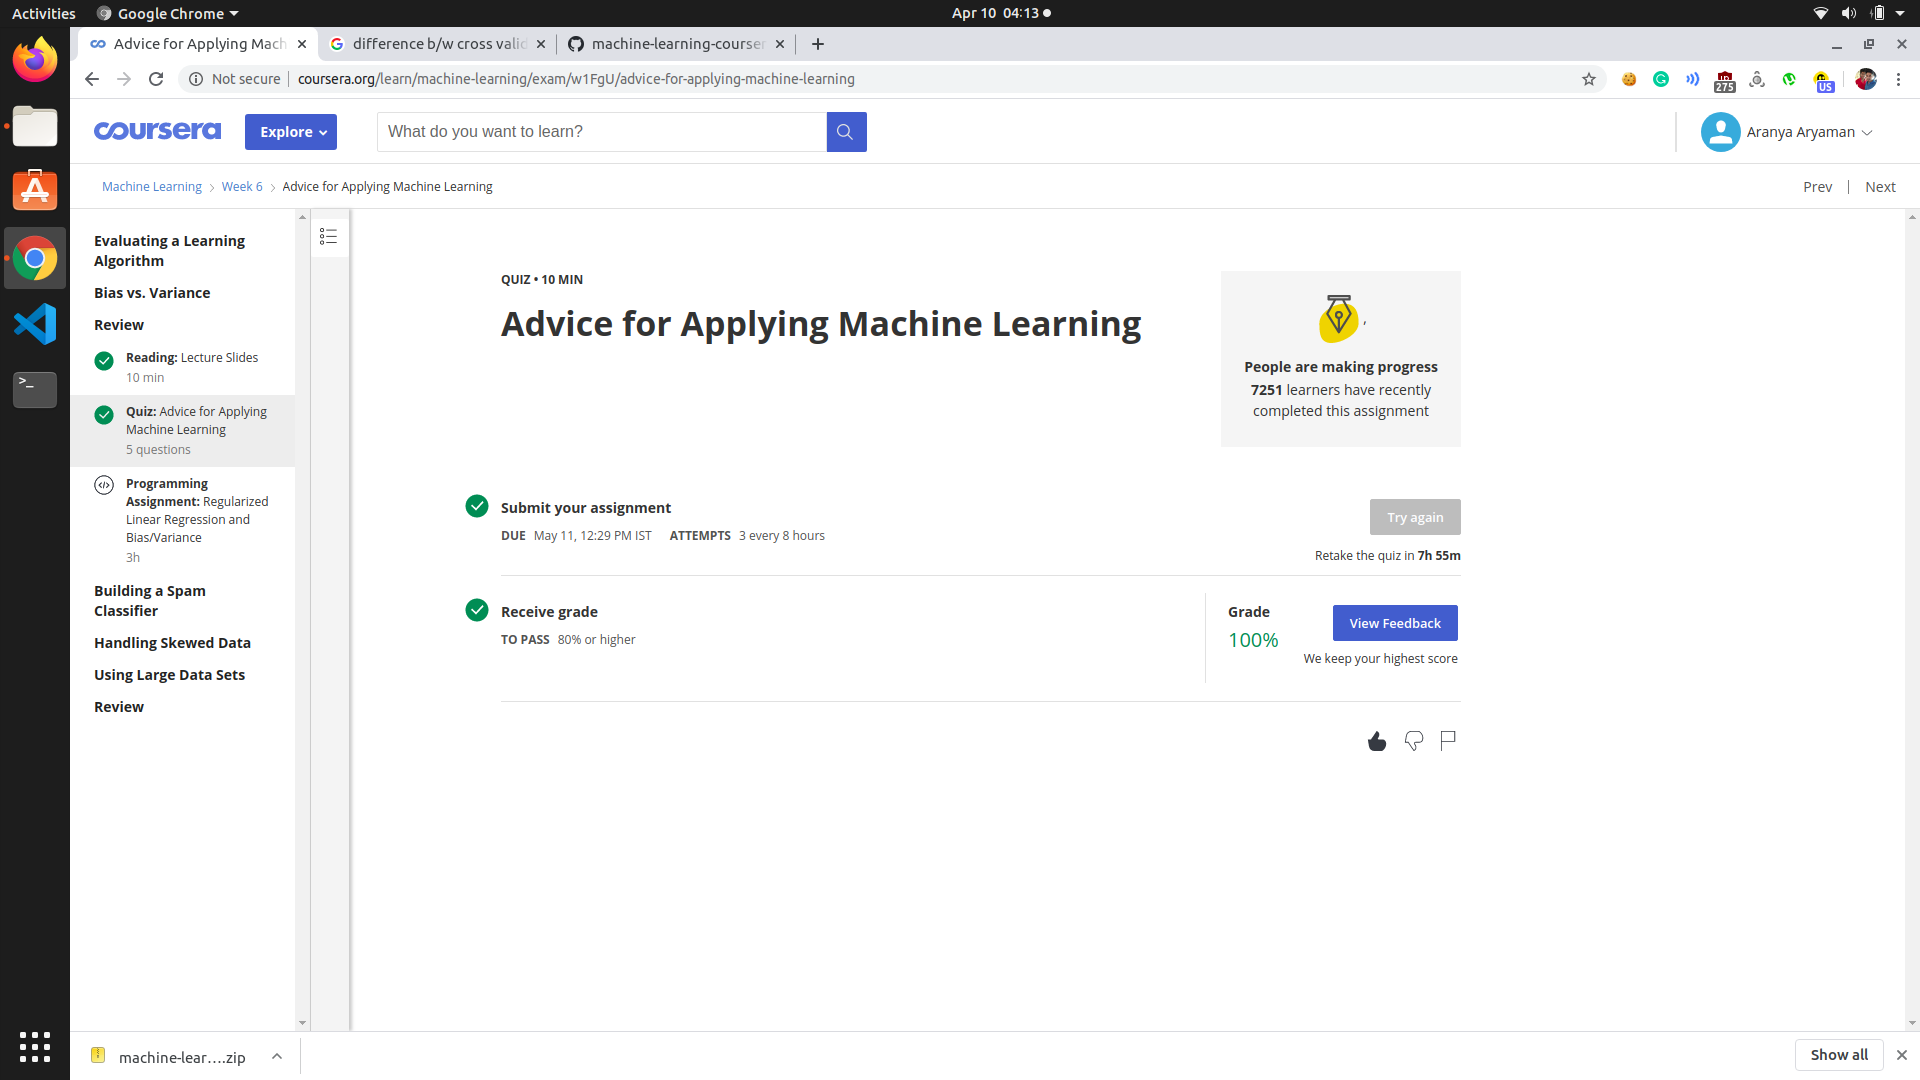 Activities
Google Chrome
Apr 10 04:13
Advice for Applying Mach
difference b/w cross valid
machine-learning-courser
Not secure
coursera.org/learn/machine-learning/exam/w1FgU/advice-for-applying-machine-learning
275
US
coursera
Explore
What do you want to learn?
Aranya Aryaman
Machine Learning
Week 6
Advice for Applying Machine Learning
Prev
Next
Evaluating a Learning
Algorithm
Bias vs. Variance
Review
Reading: Lecture Slides
10 min
Quiz: Advice for Applying
Machine Learning
5 questions
Programming
Assignment: Regularized
Linear Regression and
Bias/Variance
3h
Building a Spam
Classifier
Handling Skewed Data
Using Large Data Sets
Review
QUIZ • 10 MIN
Advice for Applying Machine Learning
,
People are making progress
7251 learners have recently
completed this assignment
Submit your assignment
DUE May 11, 12:29 PM IST ATTEMPTS 3 every 8 hours
Try again
Retake the quiz in 7h 55m
Receive grade
TO PASS 80% or higher
Grade
100%
View Feedback
We keep your highest score
machine-lear....zip
Show all